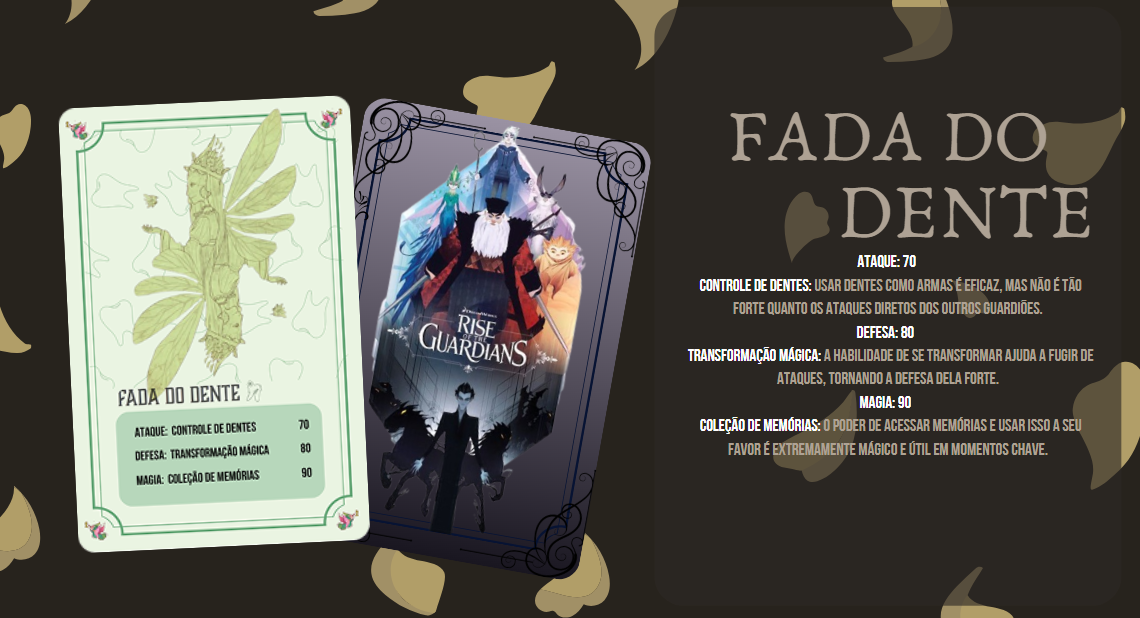 FADA DO DENTE
ATAQUE: CONTROLE DE DENTES 70
DEFESA: TRANSFORMAÇÃO MÁGICA 80
MAGIA: COLEÇÃO DE MEMÓRIAS 90
DREAMWORKS
RISE
OF THE
GUARDIANS
FADA DO
DENTE
ATAQUE: 70
CONTROLE DE DENTES: USAR DENTES COMO ARMAS É EFICAZ, MAS NÃO É TÃO
FORTE QUANTO OS ATAQUES DIRETOS DOS OUTROS GUARDIÕES.
DEFESA: 80
TRANSFORMAÇÃO MÁGICA: A HABILIDADE DE SE TRANSFORMAR AJUDA A FUGIR DE
ATAQUES, TORNANDO A DEFESA DELA FORTE.
MAGIA: 90
COLEÇÃO DE MEMÓRIAS: O PODER DE ACESSAR MEMÓRIAS E USAR ISSO A SEU
FAVOR É EXTREMAMENTE MÁGICO E ÚTIL EM MOMENTOS CHAVE.